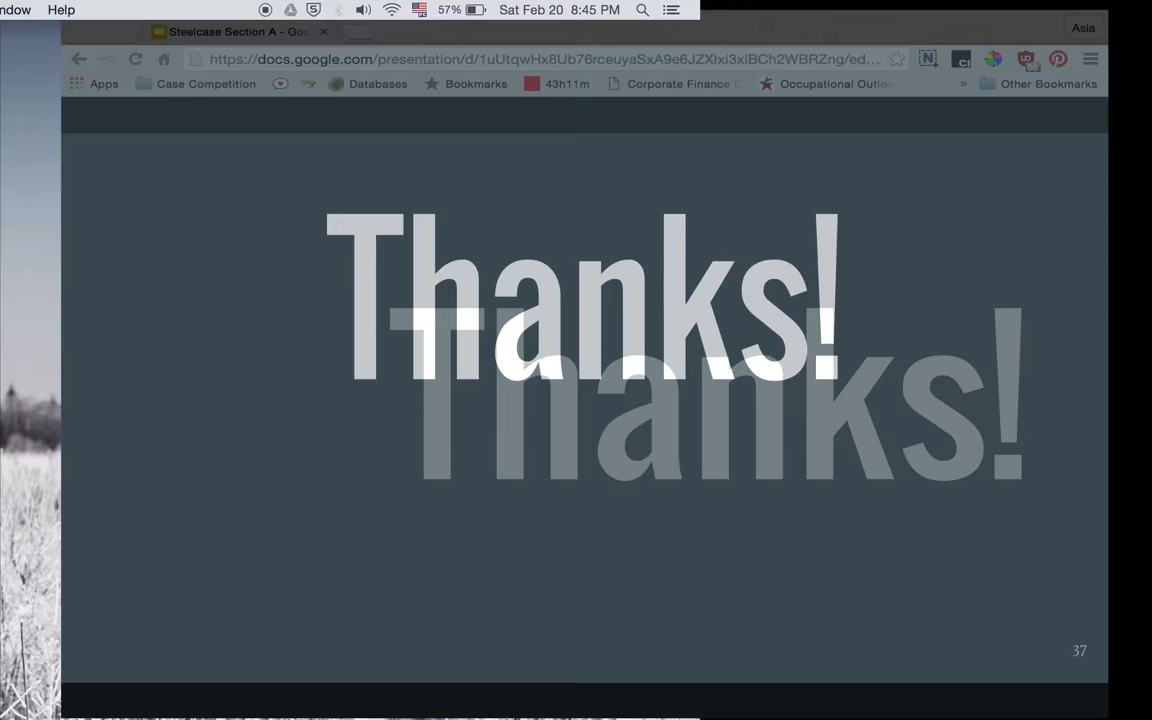 ndow Help 57% Sat Feb 20 8:45 PM
Steelcase Section A - Goo Asia
https://docs.google.com/presentation/d/1uUtqwHx8Ub76rceuyaSxA9e6JZXlxi3xiBCh2WBRZng/ed...
Apps Case Competition Databases Bookmarks 43h11m Corporate Finance Occupational Outlo » Other Bookmarks
Thanks!
Thanks!
37